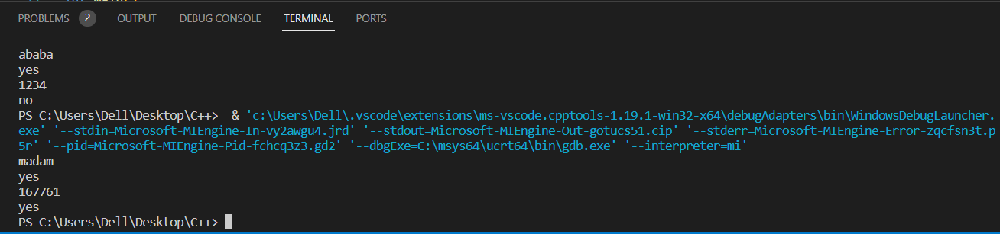 PROBLEMS 2 OUTPUT DEBUG CONSOLE TERMINAL PORTS
ababa
yes
1234
no
PS C:\Users\Dell\Desktop\C++>  & 'c:\Users\Dell\.vscode\extensions\ms-vscode.cpptools-1.19.1-win32-x64\debugAdapters\bin\WindowsDebugLauncher.
exe' '--stdin=Microsoft-MIEngine-In-vy2awgu4.jrd' '--stdout=Microsoft-MIEngine-Out-gotucs51.cip' '--stderr=Microsoft-MIEngine-Error-zqcfsn3t.p
5r' '--pid=Microsoft-MIEngine-Pid-fchcq3z3.gd2' '--dbgExe=C:\msys64\ucrt64\bin\gdb.exe' '--interpreter=mi'
madam
yes
167761
yes
PS C:\Users\Dell\Desktop\C++>